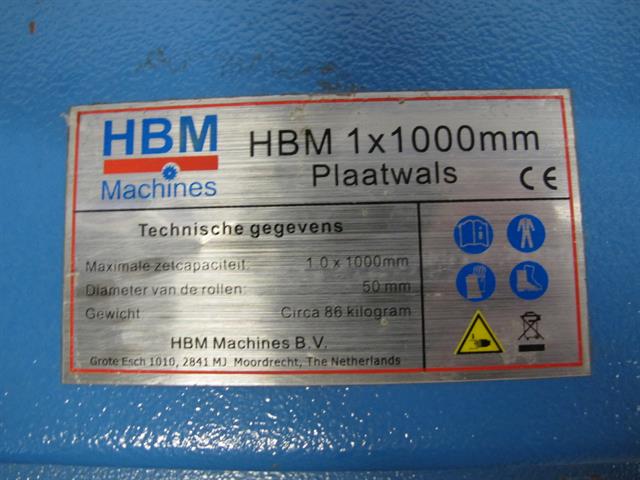 HBM
Machines
HBM 1x1000mm
Plaatwals
CE
Technische gegevens
Maximale zetcapaciteit: 1.0 x 1000mm
Diameter van de rollen: 50 mm
Gewicht: Circa 86 kilogram
HBM Machines B.V.
Grote Esch 1010, 2841 MJ Moordrecht, The Netherlands